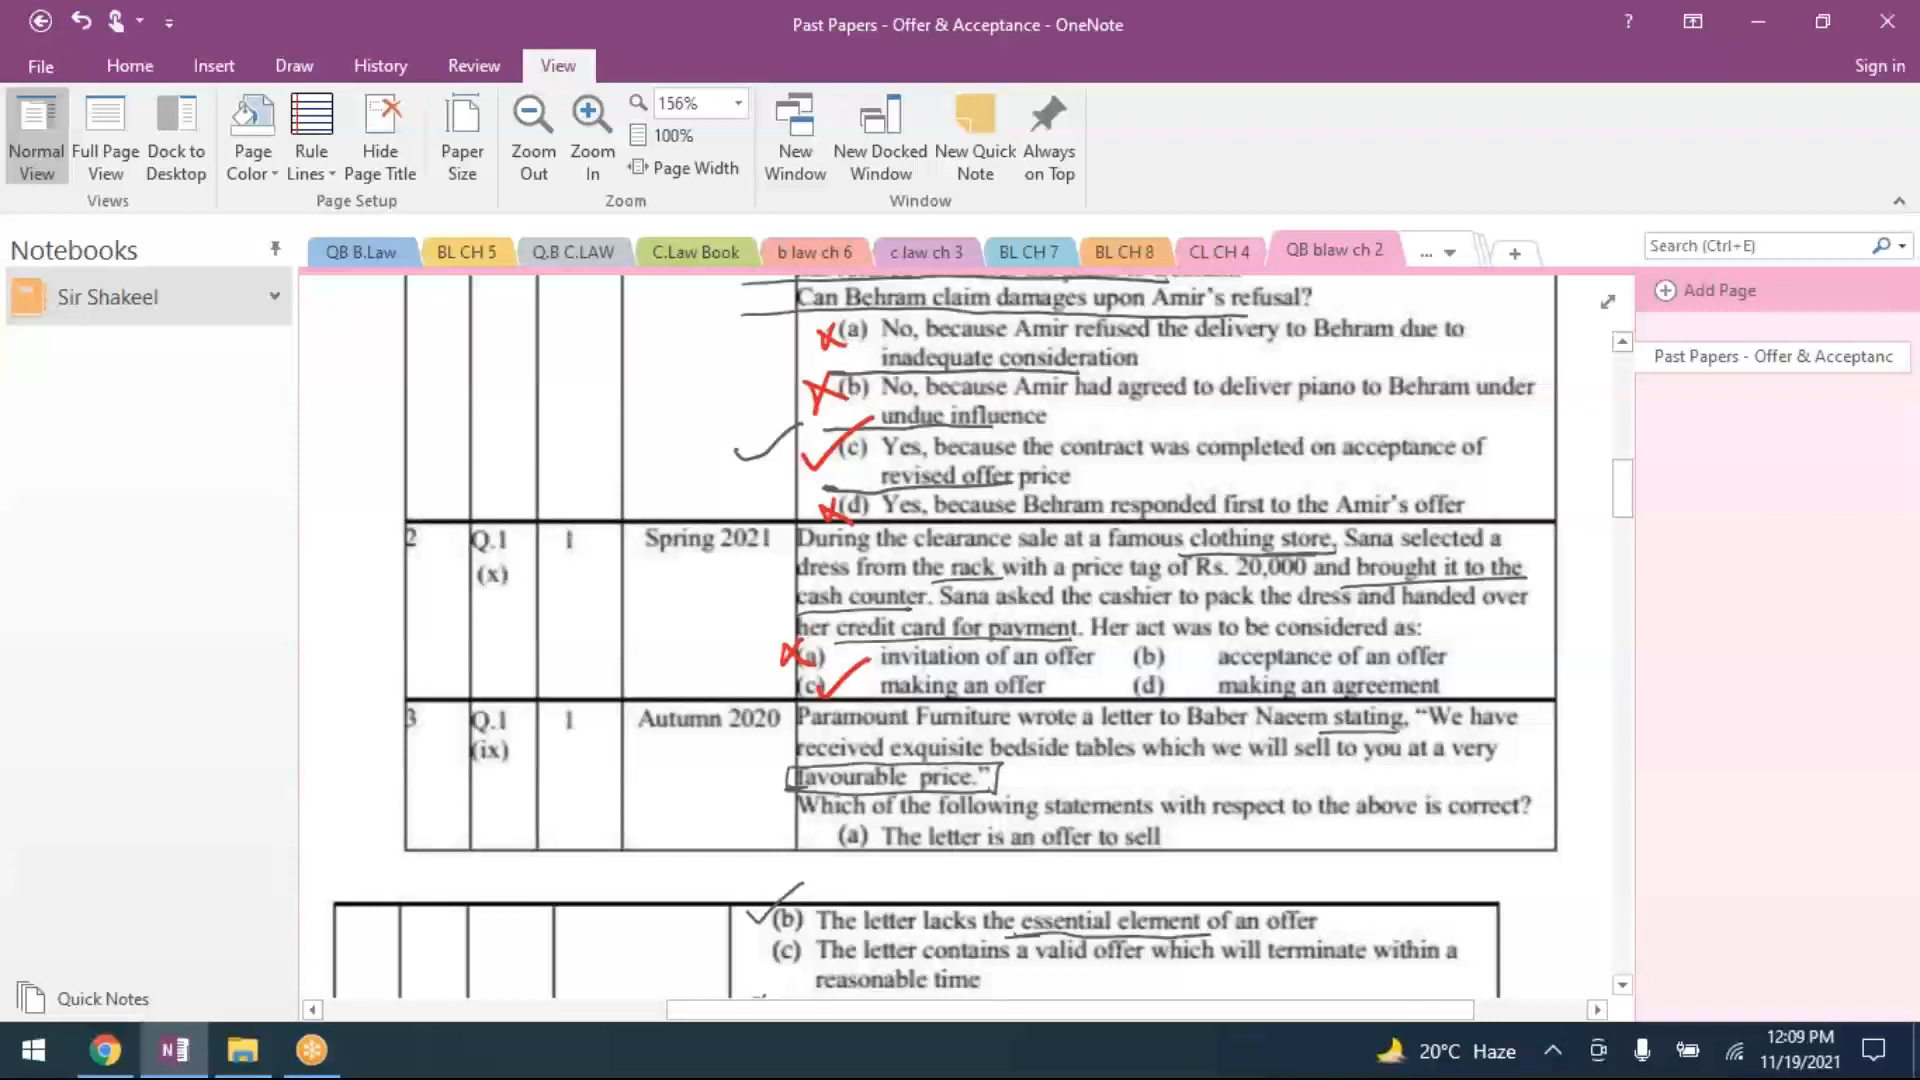 Past Papers - Offer & Acceptance - OneNote
?
File Home Insert Draw History Review View Sign in
Normal View
Full Page View
Dock to Desktop
Page Color
Rule Lines
Hide Page Title
Paper Size
Zoom Out
Zoom In
156%
100%
Page Width
New Window
New Docked Window
New Quick Note
Always on Top
Views Page Setup Zoom Window
Notebooks
Sir Shakeel
QB B.Law BL CH 5 Q.B C.LAW C.Law Book b law ch 6 c law ch 3 BL CH 7 BL CH 8 CL CH 4 QB blaw ch 2 ... +
Search (Ctrl+E)
Add Page
Past Papers - Offer & Acceptanc
Can Behram claim damages upon Amir's refusal?
(a) No, because Amir refused the delivery to Behram due to
inadequate consideration
(b) No, because Amir had agreed to deliver piano to Behram under
undue influence
(c) Yes, because the contract was completed on acceptance of
revised offer price
(d) Yes, because Behram responded first to the Amir's offer
2 Q.1 (x) 1 Spring 2021
During the clearance sale at a famous clothing store, Sana selected a
dress from the rack with a price tag of Rs. 20,000 and brought it to the
cash counter. Sana asked the cashier to pack the dress and handed over
her credit card for payment. Her act was to be considered as:
(a) invitation of an offer (b) acceptance of an offer
(c) making an offer (d) making an agreement
3 Q.1 (ix) 1 Autumn 2020
Paramount Furniture wrote a letter to Baber Naeem stating, “We have
received exquisite bedside tables which we will sell to you at a very
favourable price.”
Which of the following statements with respect to the above is correct?
(a) The letter is an offer to sell
(b) The letter lacks the essential element of an offer
(c) The letter contains a valid offer which will terminate within a
reasonable time
Quick Notes
20°C Haze
12:09 PM
11/19/2021